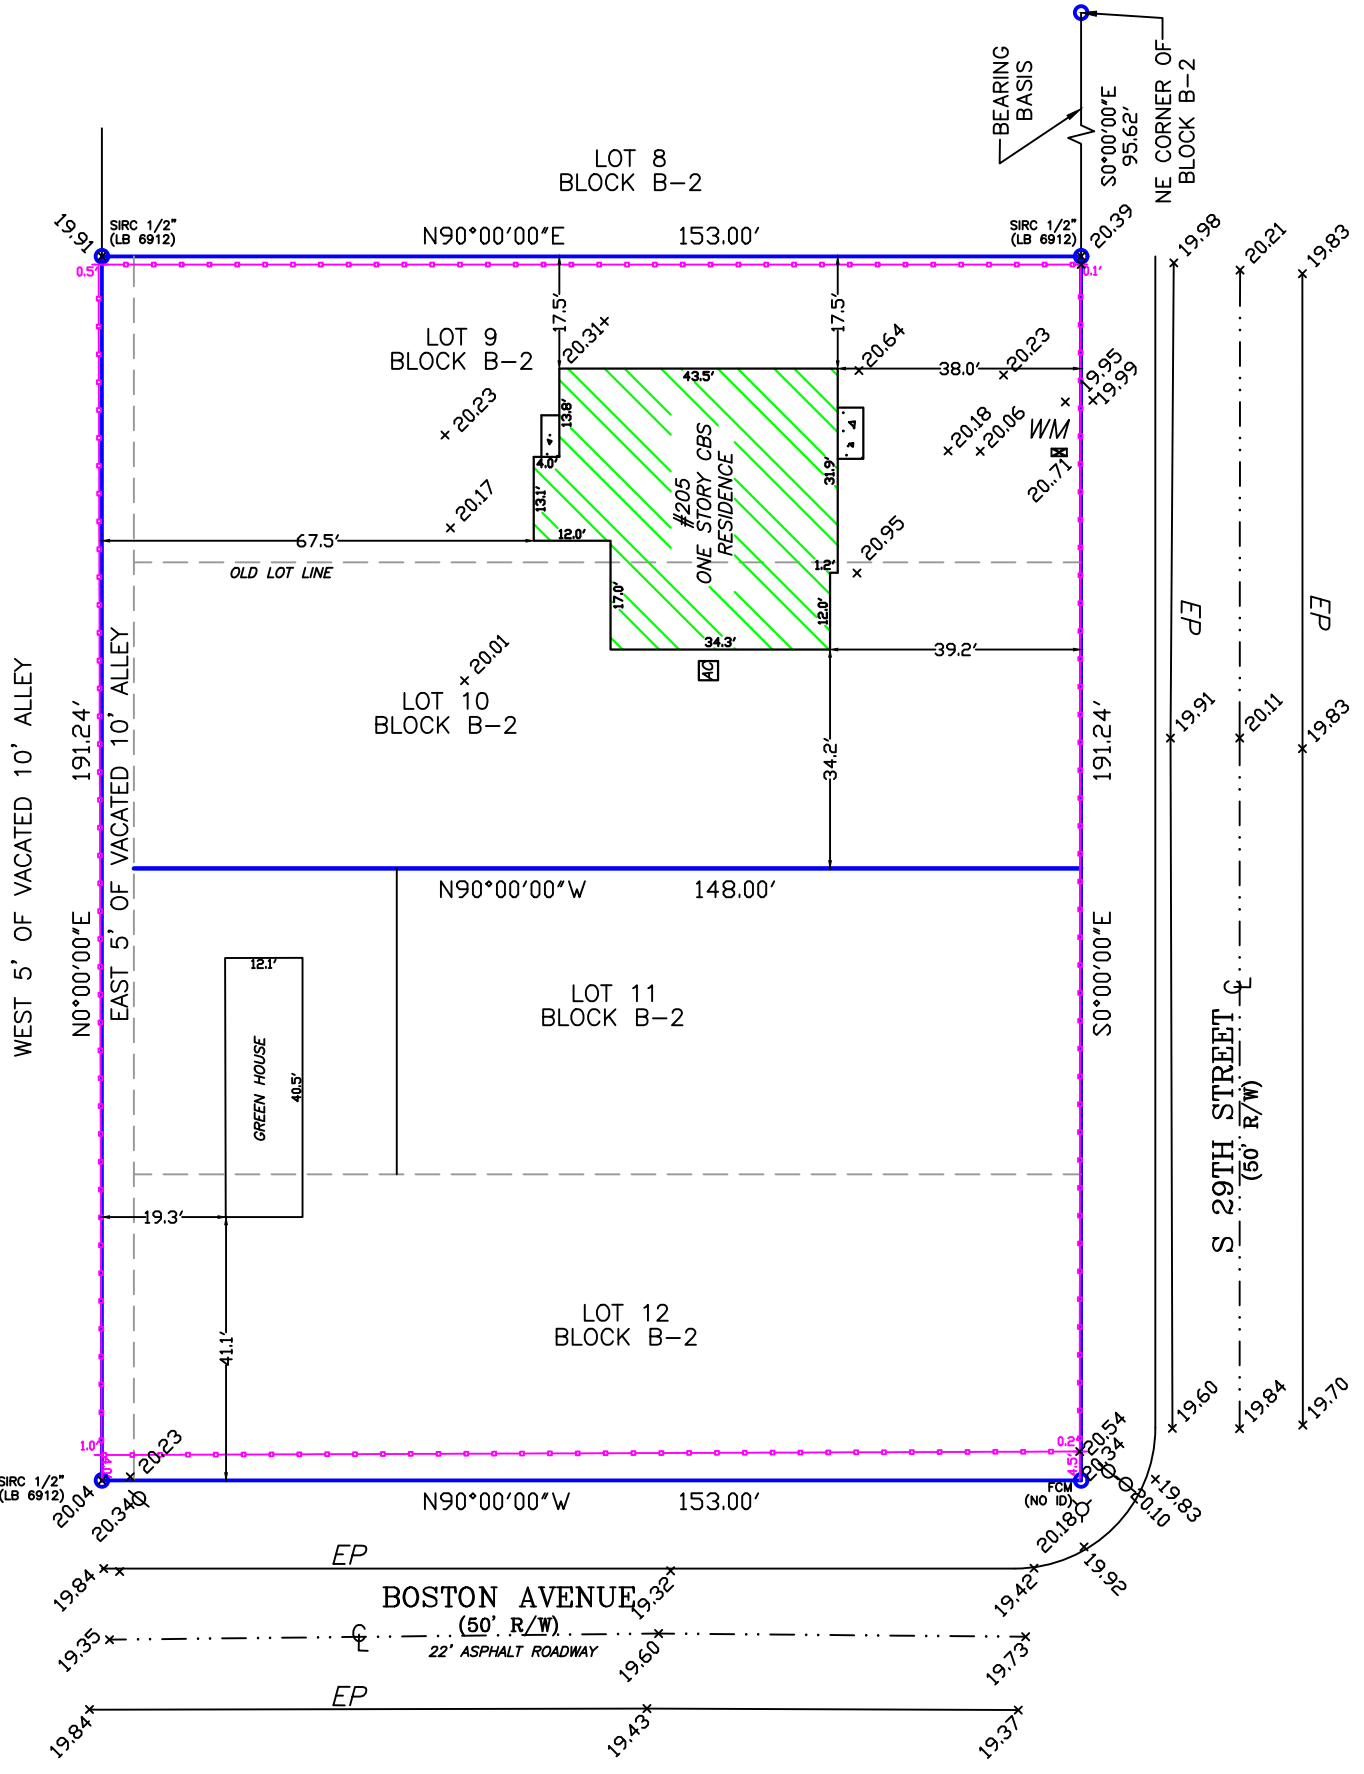 BEARING
BASIS
S0°00'00"E
95.62'
NE CORNER OF
BLOCK B-2
LOT 8
BLOCK B-2
19.91
SIRC 1/2"
(LB 6912)
N90°00'00"E
153.00'
SIRC 1/2"
(LB 6912)
20.39
19.98
20.21
19.83
0.5'
0.1'
17.5'
17.5'
LOT 9
BLOCK B-2
20.31
20.64
20.23
43.5'
38.0'
19.95
19.99
20.23
13.8'
4.0'
13.1'
#205
ONE STORY CBS
RESIDENCE
31.9'
20.18
20.06
WM
20..71
20.17
67.5'
12.0'
OLD LOT LINE
1.2'
20.95
17.0'
12.0'
EP
EP
34.3'
39.2'
AC
20.01
LOT 10
BLOCK B-2
34.2'
WEST 5' OF VACATED 10' ALLEY
191.24'
N0°00'00"E
EAST 5' OF VACATED 10' ALLEY
191.24'
S0°00'00"E
19.91
20.11
19.83
N90°00'00"W
148.00'
12.1'
GREEN HOUSE
40.5'
LOT 11
BLOCK B-2
S 29TH STREET
(50' R/W)
CL
19.3'
41.1'
LOT 12
BLOCK B-2
19.60
19.84
19.70
1.0'
20.23
0.2'
4.5'
20.54
20.34
SIRC 1/2"
(LB 6912)
20.04
20.34
N90°00'00"W
153.00'
FCM
(NO ID)
20.18
20.10
19.83
19.92
EP
19.84
19.32
19.42
BOSTON AVENUE
(50' R/W)
CL
22' ASPHALT ROADWAY
19.35
19.60
19.73
EP
19.84
19.43
19.37